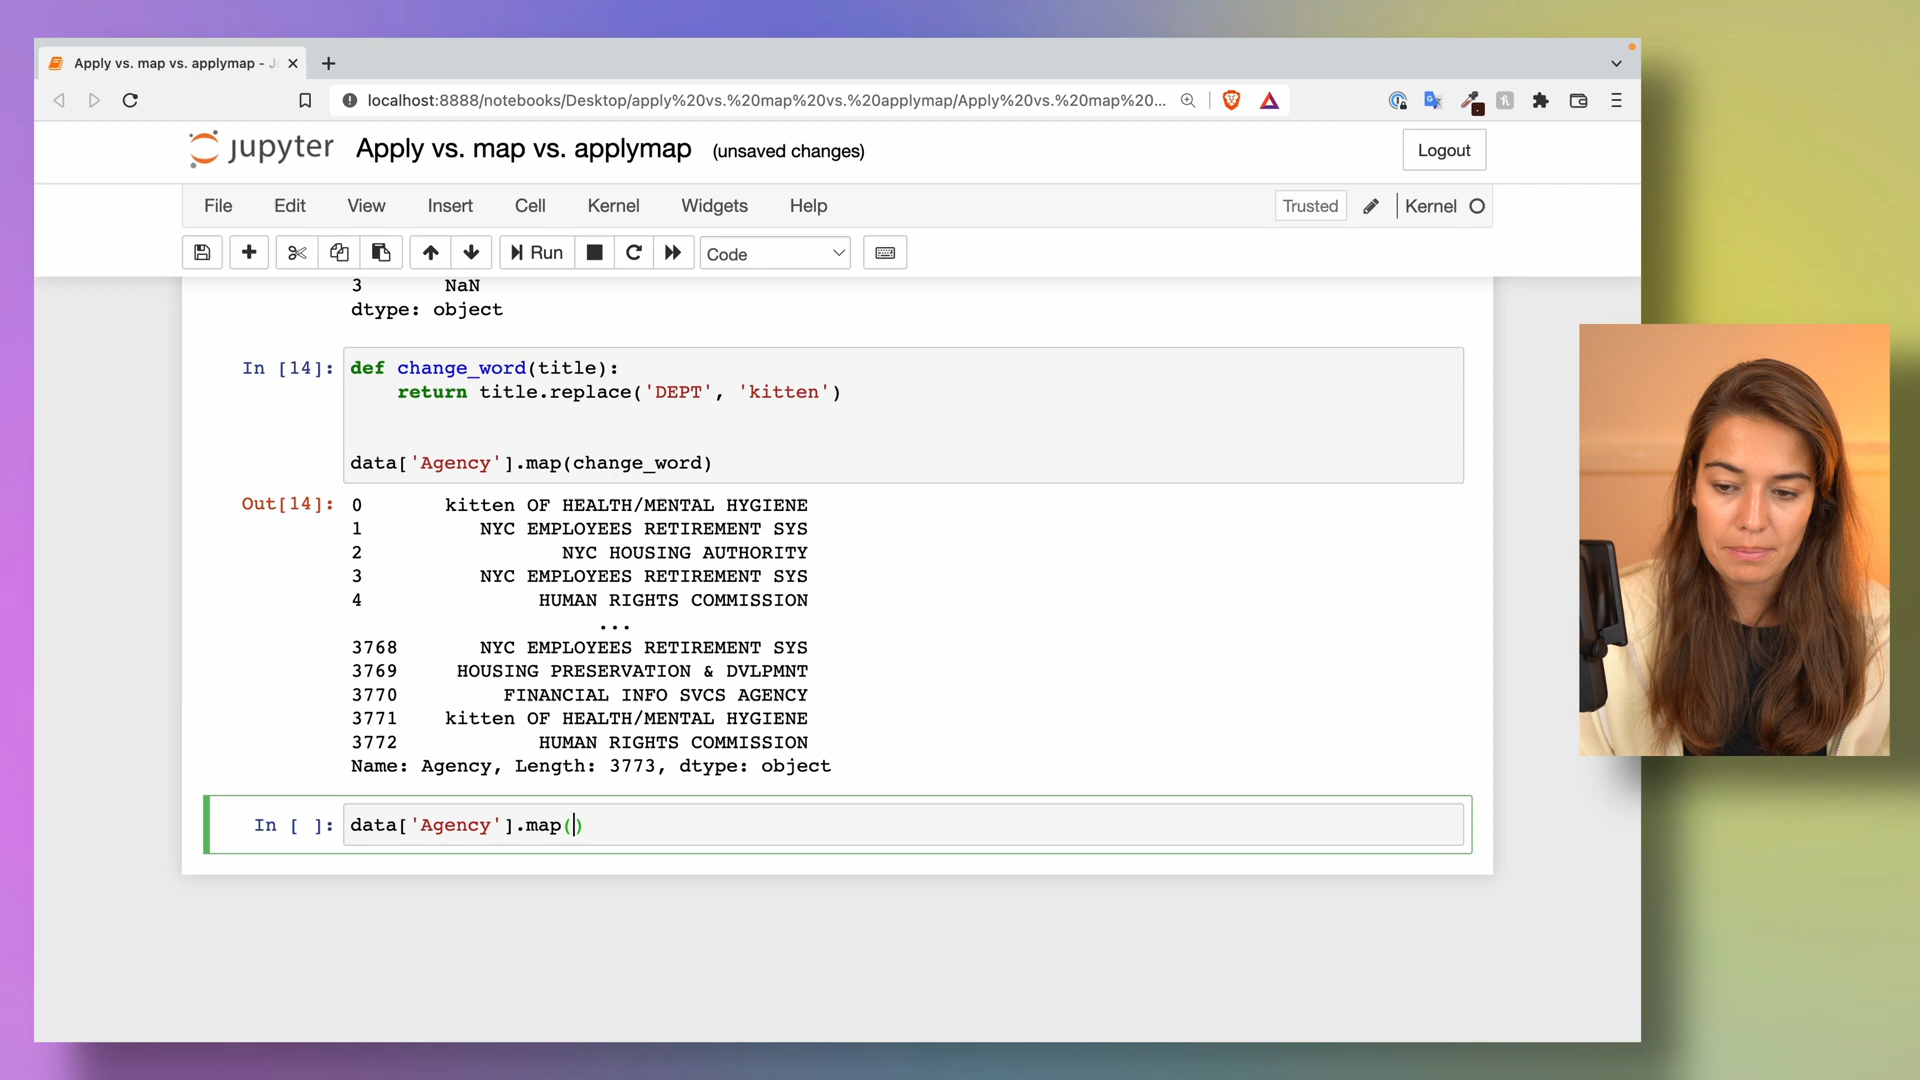 Apply vs. map vs. applymap - J
localhost:8888/notebooks/Desktop/apply%20vs.%20map%20vs.%20applymap/Apply%20vs.%20map%20...
jupyter Apply vs. map vs. applymap (unsaved changes) Logout
File Edit View Insert Cell Kernel Widgets Help Trusted Kernel
Run Code
3 NaN
dtype: object
In [14]: def change_word(title):
return title.replace('DEPT', 'kitten')
data['Agency'].map(change_word)
Out[14]: 0 kitten OF HEALTH/MENTAL HYGIENE
1 NYC EMPLOYEES RETIREMENT SYS
2 NYC HOUSING AUTHORITY
3 NYC EMPLOYEES RETIREMENT SYS
4 HUMAN RIGHTS COMMISSION
...
3768 NYC EMPLOYEES RETIREMENT SYS
3769 HOUSING PRESERVATION & DVLPMNT
3770 FINANCIAL INFO SVCS AGENCY
3771 kitten OF HEALTH/MENTAL HYGIENE
3772 HUMAN RIGHTS COMMISSION
Name: Agency, Length: 3773, dtype: object
In [ ]: data['Agency'].map()